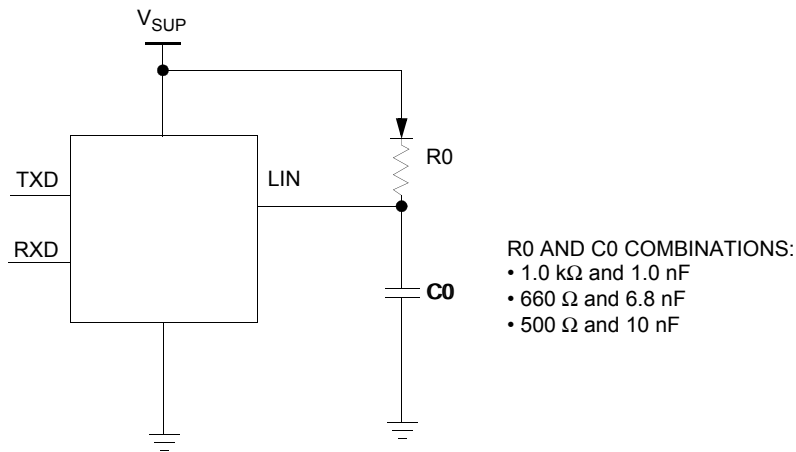 VSUP
R0
TXD
LIN
RXD
C0
R0 AND C0 COMBINATIONS:
• 1.0 kΩ and 1.0 nF
• 660 Ω and 6.8 nF
• 500 Ω and 10 nF